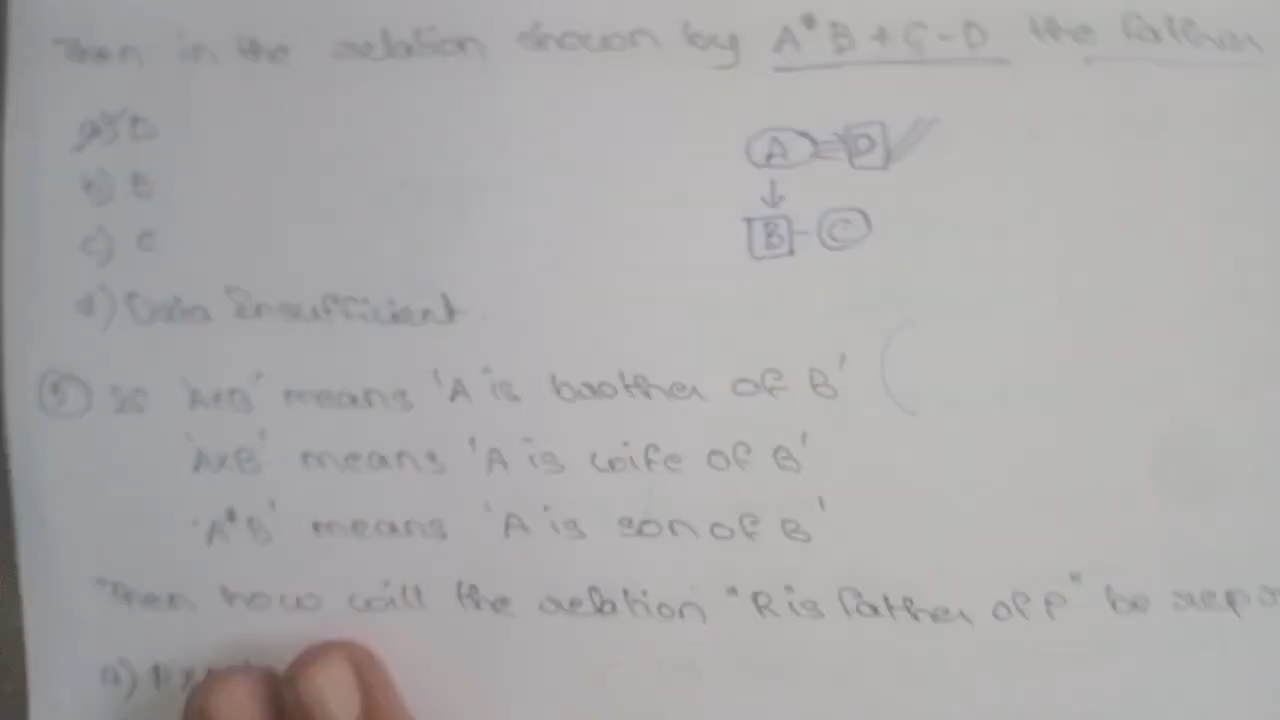 Then in the relation shown by A*B+C-D the father
a) D
b) B
c) C
d) Data Insufficient.
A = D
B - C
5) If 'A+B' means 'A is brother of B'
'A×B' means 'A is wife of B'
'A*B' means 'A is son of B'
Then how will the relation "R is father of P" be
a)